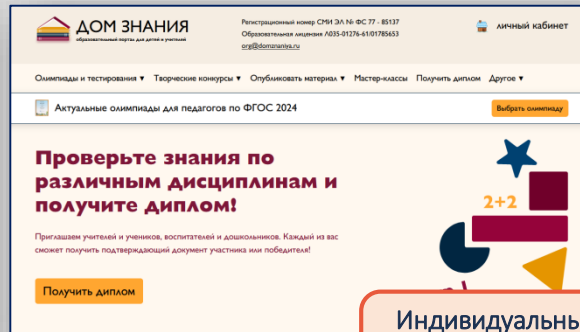 ДОМ ЗНАНИЯ
образовательный портал для детей и учителей
Регистрационный номер СМИ ЭЛ № ФС 77 - 85137
Образовательная лицензия Л035-01276-61/01785653
org@domznaniya.ru
личный кабинет
Олимпиады и тестирования ▾ Творческие конкурсы ▾ Опубликовать материал ▾ Мастер-классы Получить диплом Другое ▾
Актуальные олимпиады для педагогов по ФГОС 2024
Выбрать олимпиаду
Проверьте знания по
различным дисциплинам и
получите диплом!
2+2
Приглашаем учителей и учеников, воспитателей и дошкольников. Каждый из вас
сможет получить подтверждающий документ участника или победителя!
Получить диплом